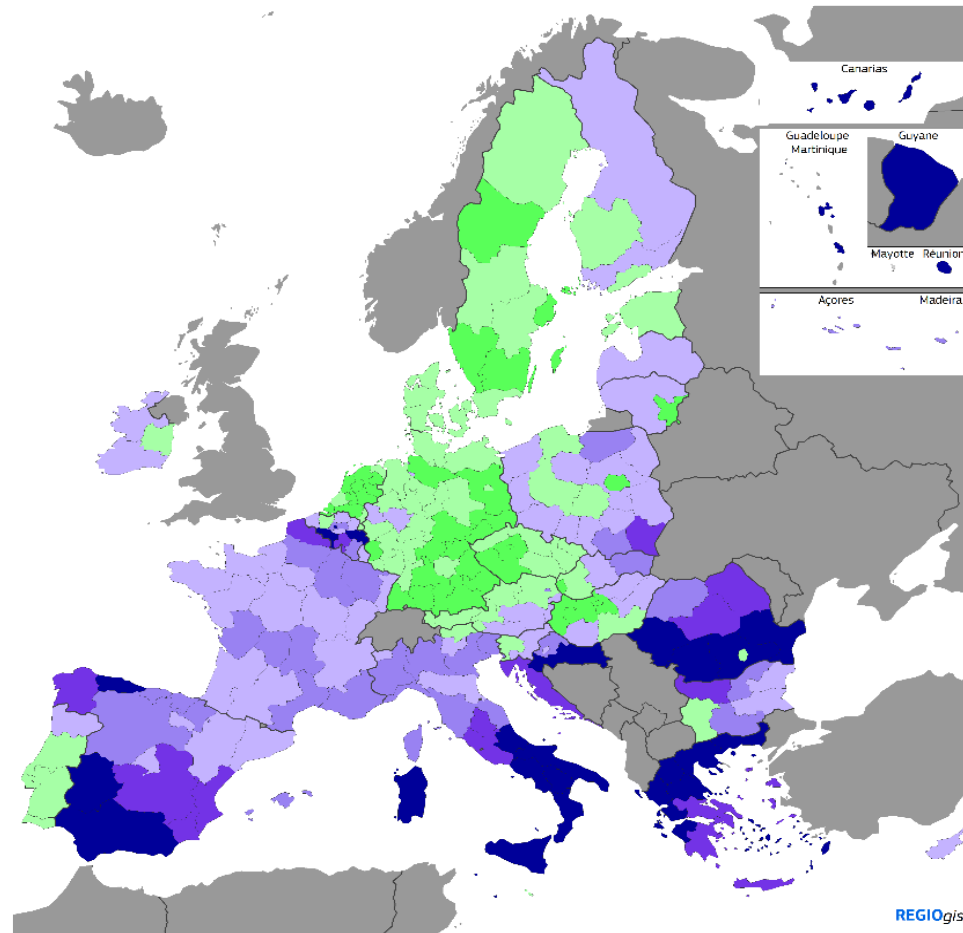 Canarias
Guadeloupe
Martinique
Guyane
Mayotte
Réunion
Açores
Madeira
REGIOgis